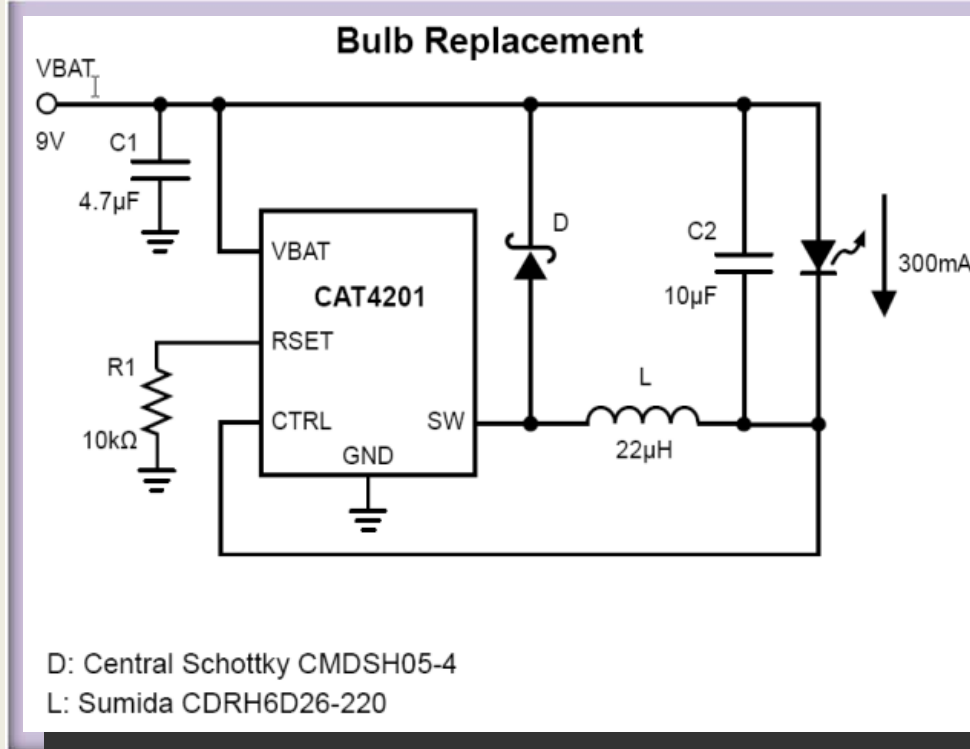 Bulb Replacement
VBAT
9V
C1
4.7µF
VBAT
CAT4201
D
C2
10µF
300mA
RSET
R1
10kΩ
CTRL
SW
GND
L
22µH
D: Central Schottky CMDSH05-4
L: Sumida CDRH6D26-220